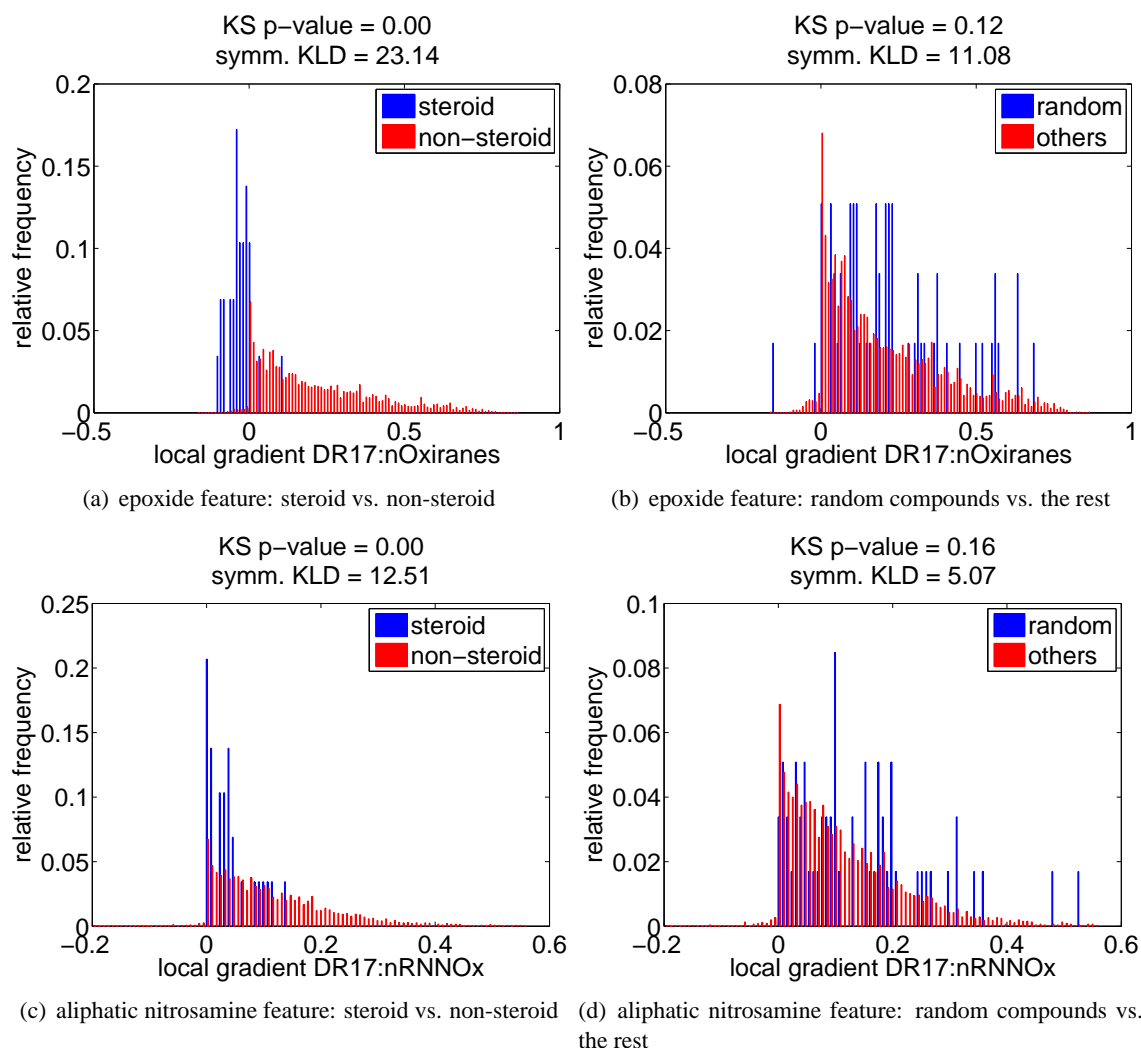 KS p-value = 0.00
symm. KLD = 23.14
0.2
0.15
0.1
0.05
0
relative frequency
steroid
non-steroid
-0.5
0
0.5
1
local gradient DR17:nOxiranes
(a) epoxide feature: steroid vs. non-steroid
KS p-value = 0.12
symm. KLD = 11.08
0.08
0.06
0.04
0.02
0
relative frequency
random
others
-0.5
0
0.5
1
local gradient DR17:nOxiranes
(b) epoxide feature: random compounds vs. the rest
KS p-value = 0.00
symm. KLD = 12.51
0.25
0.2
0.15
0.1
0.05
0
relative frequency
steroid
non-steroid
-0.2
0
0.2
0.4
0.6
local gradient DR17:nRNNOx
(c) aliphatic nitrosamine feature: steroid vs. non-steroid
KS p-value = 0.16
symm. KLD = 5.07
0.1
0.08
0.06
0.04
0.02
0
relative frequency
random
others
-0.2
0
0.2
0.4
0.6
local gradient DR17:nRNNOx
(d) aliphatic nitrosamine feature: random compounds vs.
the rest